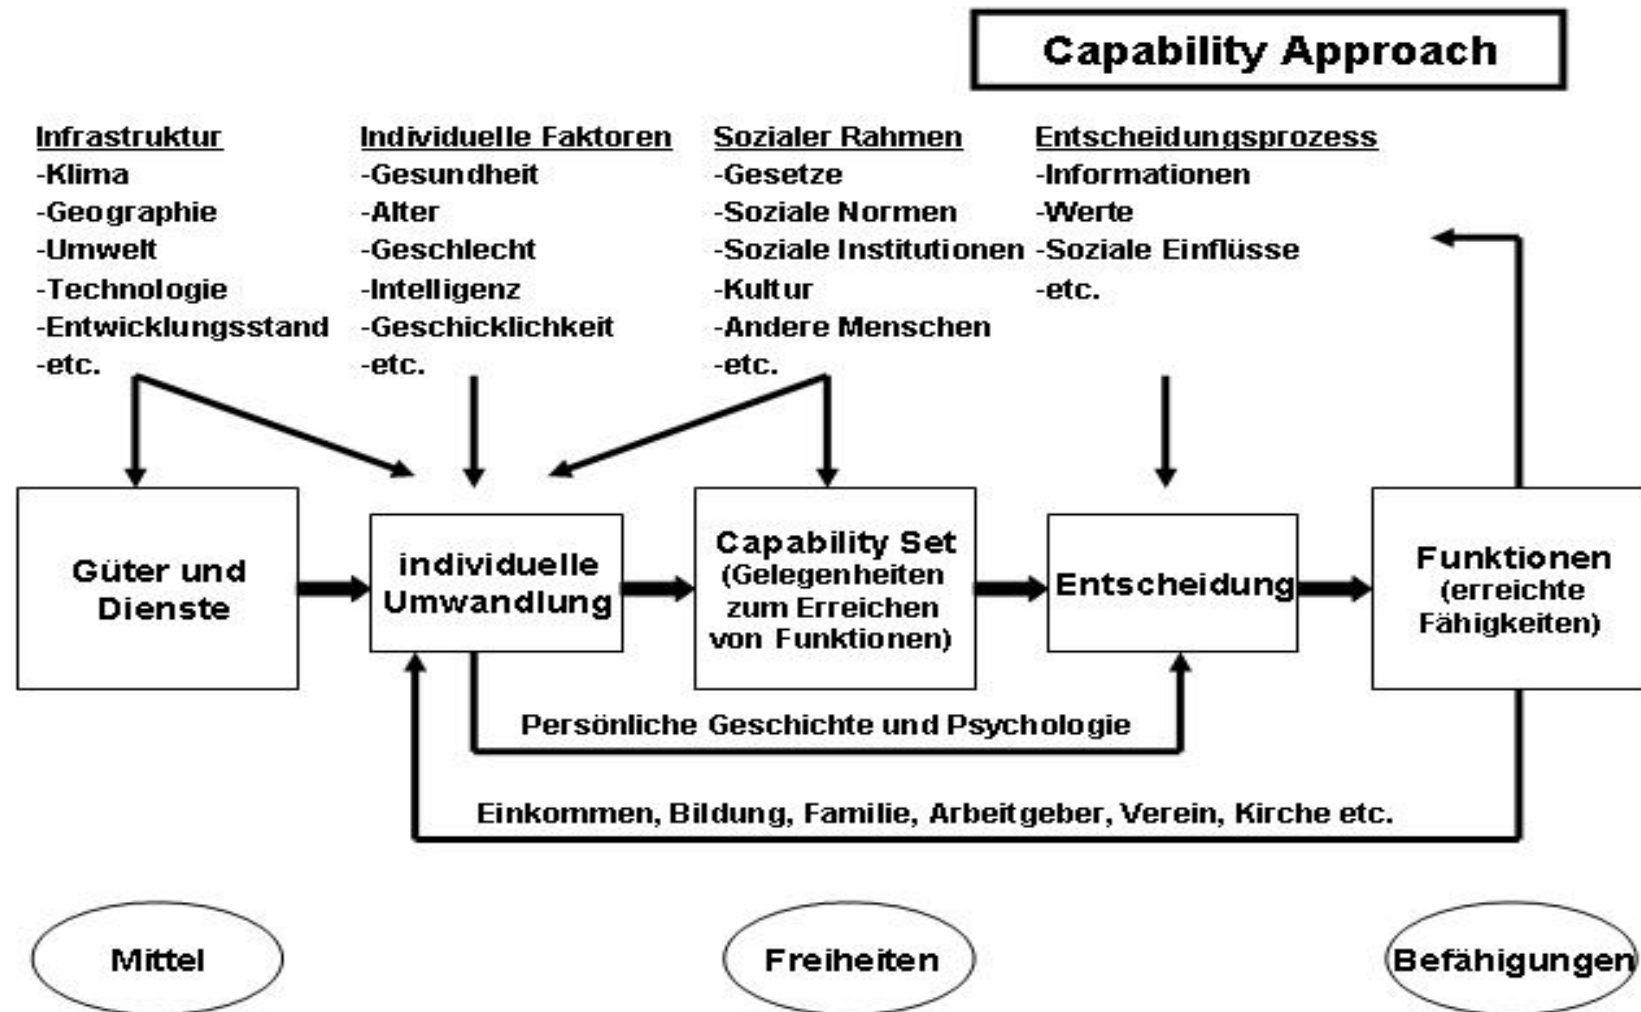 Capability Approach
Infrastruktur
-Klima
-Geographie
-Umwelt
-Technologie
-Entwicklungsstand
-etc.
Individuelle Faktoren
-Gesundheit
-Alter
-Geschlecht
-Intelligenz
-Geschicklichkeit
-etc.
Sozialer Rahmen
-Gesetze
-Soziale Normen
-Soziale Institutionen
-Kultur
-Andere Menschen
-etc.
Entscheidungsprozess
-Informationen
-Werte
-Soziale Einflüsse
-etc.
Güter und
Dienste
individuelle
Umwandlung
Capability Set
(Gelegenheiten
zum Erreichen
von Funktionen)
Entscheidung
Funktionen
(erreichte
Fähigkeiten)
Persönliche Geschichte und Psychologie
Einkommen, Bildung, Familie, Arbeitgeber, Verein, Kirche etc.
Mittel
Freiheiten
Befähigungen